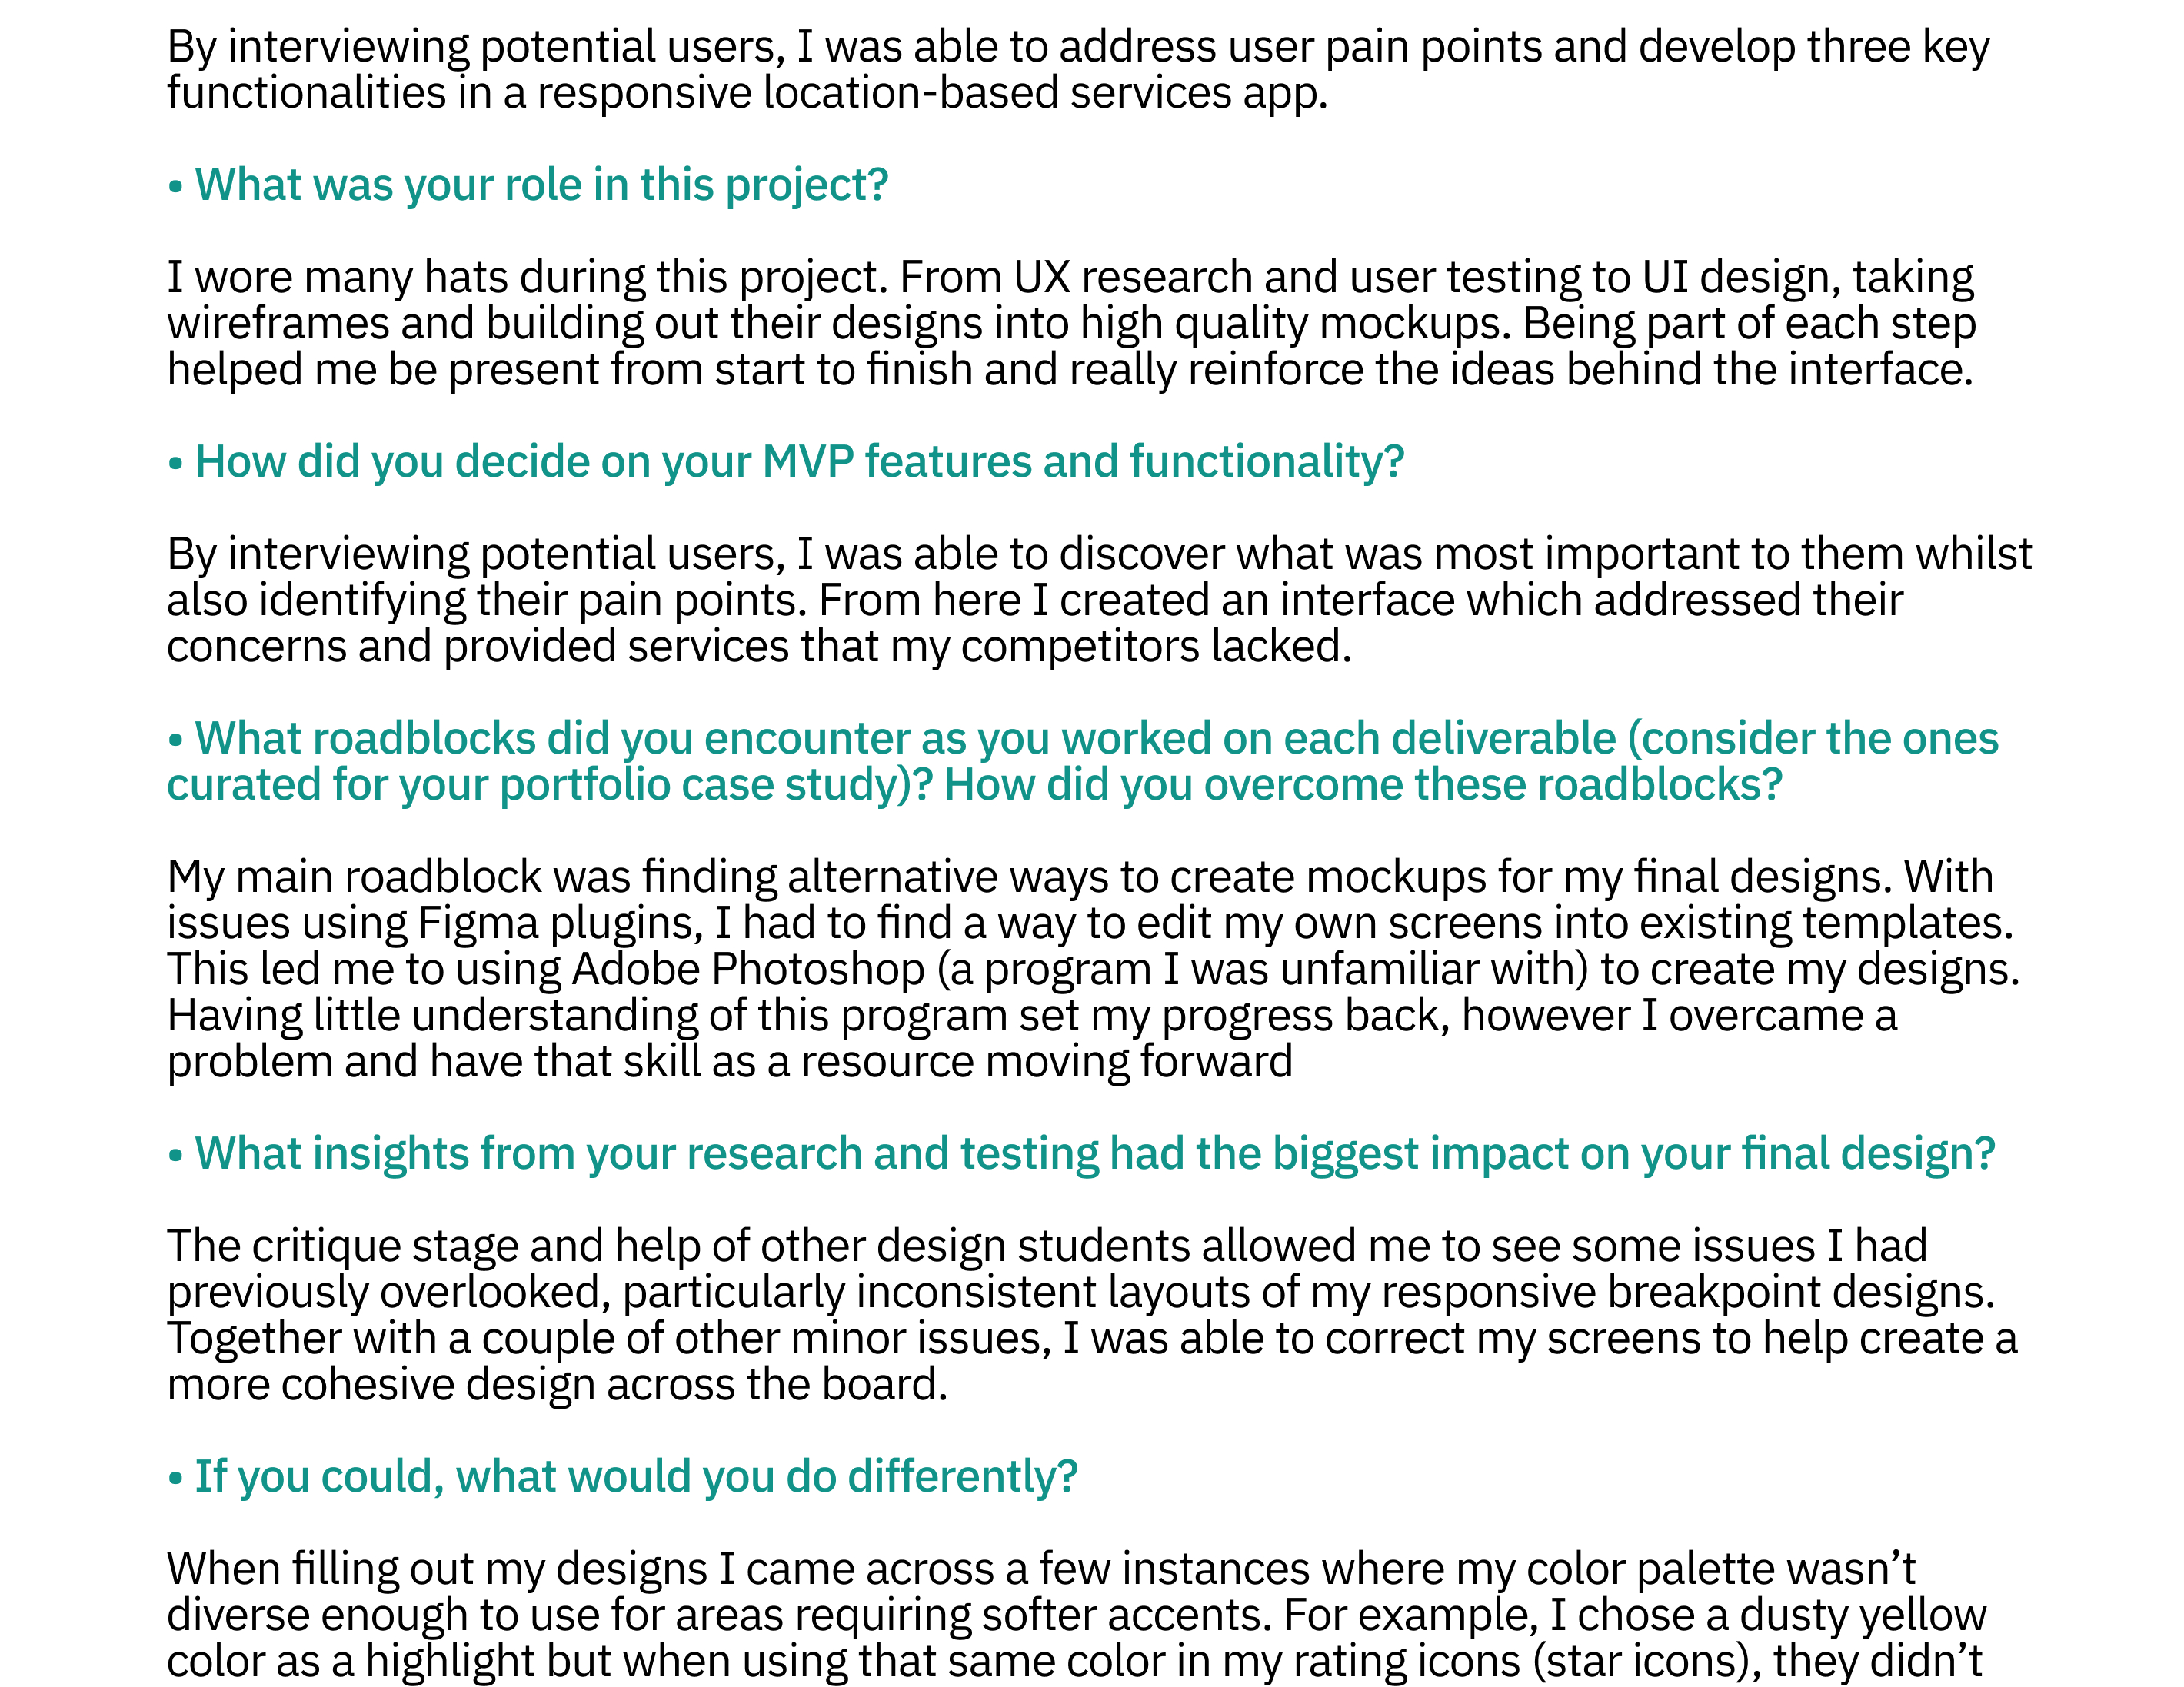 By interviewing potential users, I was able to address user pain points and develop three key
functionalities in a responsive location-based services app.
• What was your role in this project?
I wore many hats during this project. From UX research and user testing to UI design, taking
wireframes and building out their designs into high quality mockups. Being part of each step
helped me be present from start to finish and really reinforce the ideas behind the interface.
• How did you decide on your MVP features and functionality?
By interviewing potential users, I was able to discover what was most important to them whilst
also identifying their pain points. From here I created an interface which addressed their
concerns and provided services that my competitors lacked.
• What roadblocks did you encounter as you worked on each deliverable (consider the ones
curated for your portfolio case study)? How did you overcome these roadblocks?
My main roadblock was finding alternative ways to create mockups for my final designs. With
issues using Figma plugins, I had to find a way to edit my own screens into existing templates.
This led me to using Adobe Photoshop (a program I was unfamiliar with) to create my designs.
Having little understanding of this program set my progress back, however I overcame a
problem and have that skill as a resource moving forward
• What insights from your research and testing had the biggest impact on your final design?
The critique stage and help of other design students allowed me to see some issues I had
previously overlooked, particularly inconsistent layouts of my responsive breakpoint designs.
Together with a couple of other minor issues, I was able to correct my screens to help create a
more cohesive design across the board.
• If you could, what would you do differently?
When filling out my designs I came across a few instances where my color palette wasn’t
diverse enough to use for areas requiring softer accents. For example, I chose a dusty yellow
color as a highlight but when using that same color in my rating icons (star icons), they didn’t